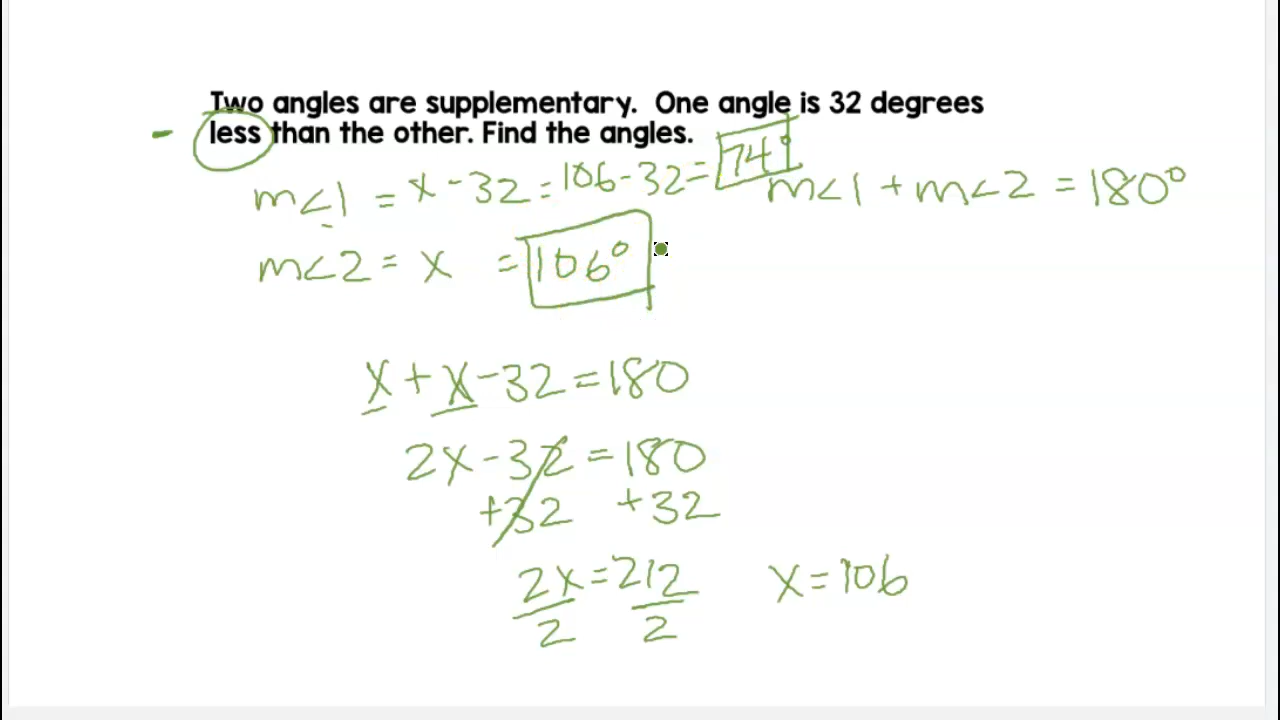 Two angles are supplementary. One angle is 32 degrees
less than the other. Find the angles.
-
m<1 = x - 32 = 106 - 32 = 74°
m<1 + m<2 = 180°
m<2 = x = 106°
x + x - 32 = 180
2x - 32 = 180
+32 +32
2x = 212 x = 106
2 2